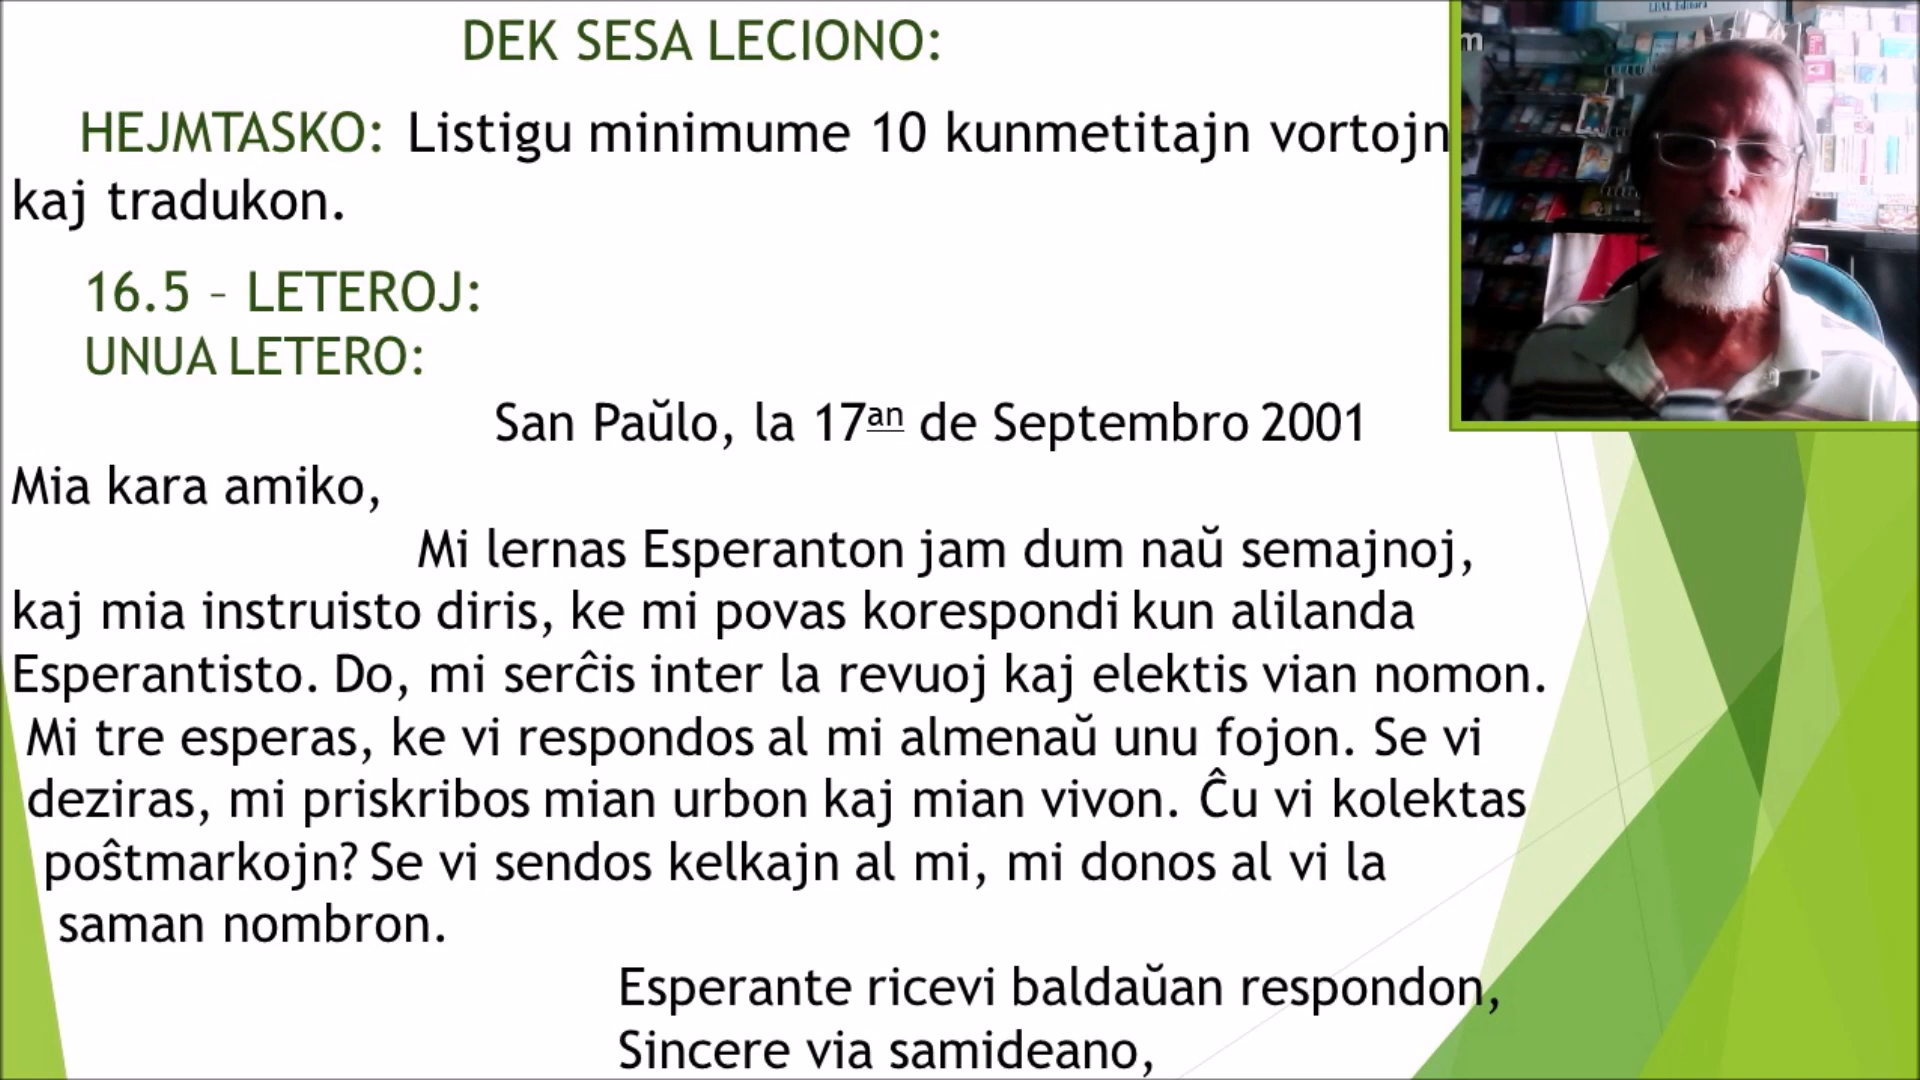 DEK SESA LECIONO:
HEJMTASKO: Listigu minimume 10 kunmetitajn vortojn
kaj tradukon.
16.5 – LETEROJ:
UNUA LETERO:
San Paŭlo, la 17an de Septembro 2001
Mia kara amiko,
Mi lernas Esperanton jam dum naŭ semajnoj,
kaj mia instruisto diris, ke mi povas korespondi kun alilanda
Esperantisto. Do, mi serĉis inter la revuoj kaj elektis vian nomon.
Mi tre esperas, ke vi respondos al mi almenaŭ unu fojon. Se vi
deziras, mi priskribos mian urbon kaj mian vivon. Ĉu vi kolektas
poŝtmarkojn? Se vi sendos kelkajn al mi, mi donos al vi la
saman nombron.
Esperante ricevi baldaŭan respondon,
Sincere via samideano,